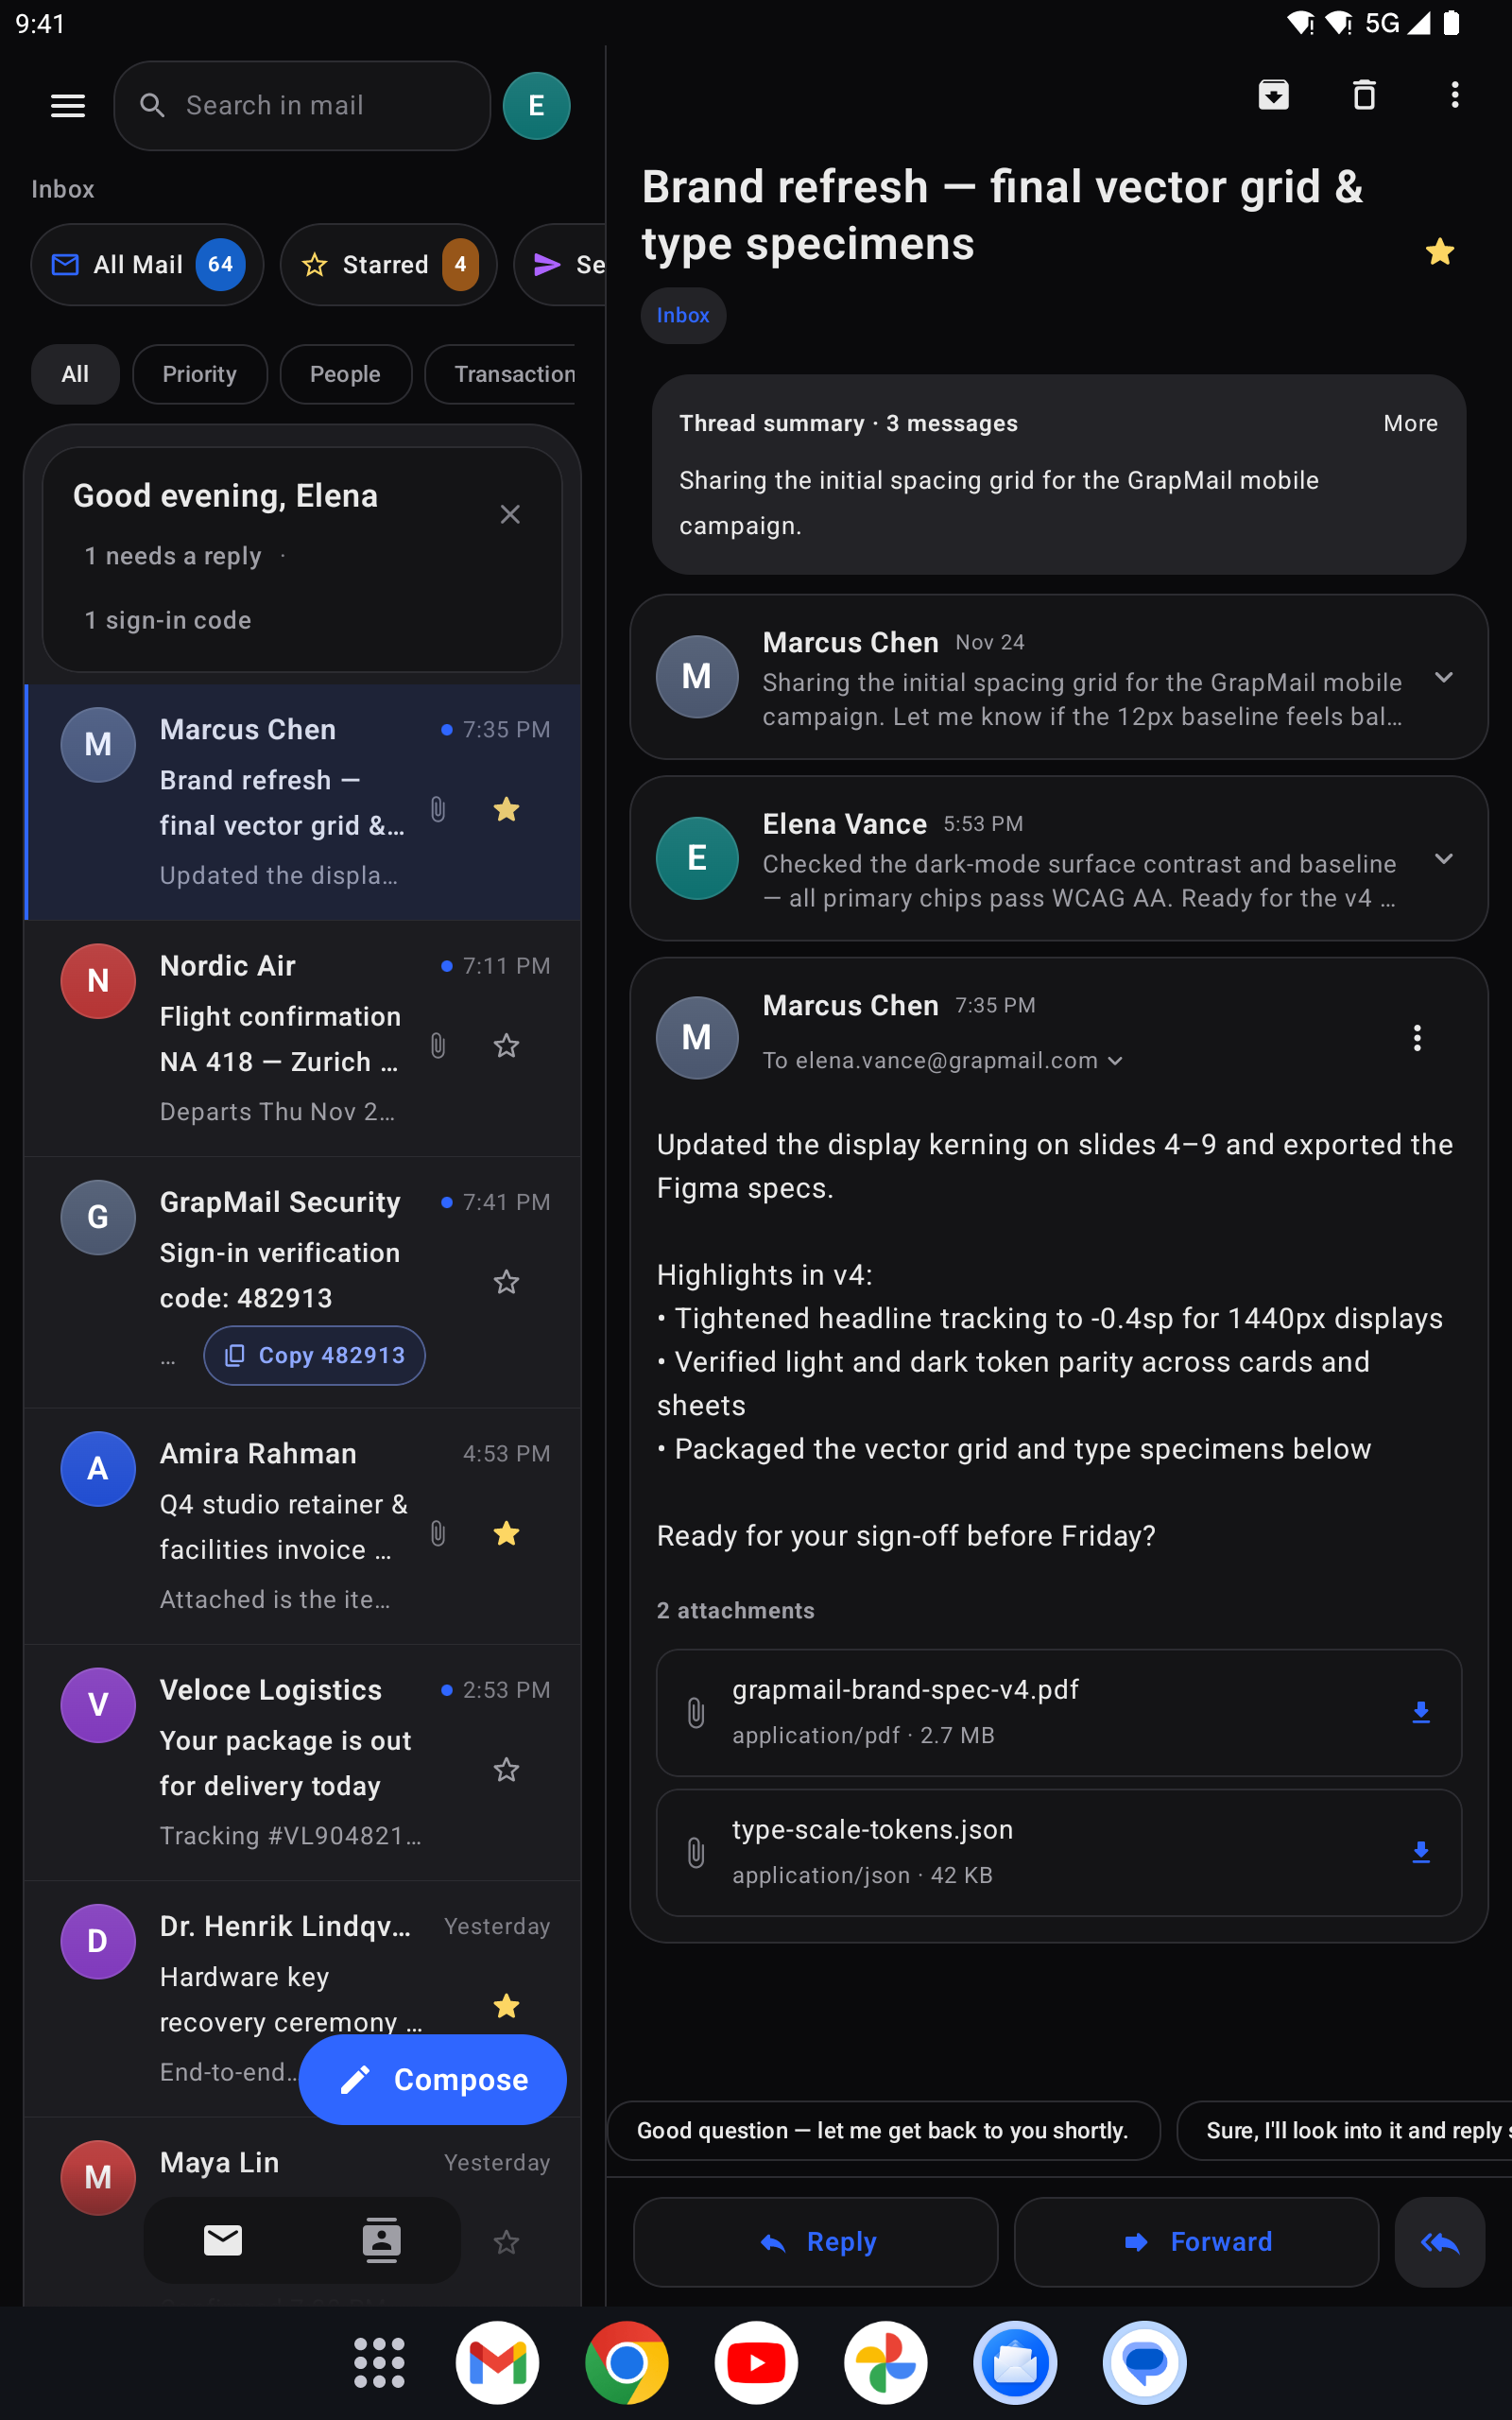 9:41
5G
Search in mail
E
Inbox
All Mail 64
Starred 4
Se
All
Priority
People
Transaction
Good evening, Elena
1 needs a reply ·
1 sign-in code
M
Marcus Chen
7:35 PM
Brand refresh —
final vector grid &…
Updated the displa…
N
Nordic Air
7:11 PM
Flight confirmation
NA 418 — Zurich …
Departs Thu Nov 2…
G
GrapMail Security
7:41 PM
Sign-in verification
code: 482913
…
Copy 482913
A
Amira Rahman
4:53 PM
Q4 studio retainer &
facilities invoice …
Attached is the ite…
V
Veloce Logistics
2:53 PM
Your package is out
for delivery today
Tracking #VL904821…
D
Dr. Henrik Lindqv…
Yesterday
Hardware key
recovery ceremony …
End-to-end…
Compose
M
Maya Lin
Yesterday
Brand refresh — final vector grid &
type specimens
Inbox
Thread summary · 3 messages
More
Sharing the initial spacing grid for the GrapMail mobile
campaign.
M
Marcus Chen Nov 24
Sharing the initial spacing grid for the GrapMail mobile
campaign. Let me know if the 12px baseline feels bal…
E
Elena Vance 5:53 PM
Checked the dark-mode surface contrast and baseline
— all primary chips pass WCAG AA. Ready for the v4 …
M
Marcus Chen 7:35 PM
To elena.vance@grapmail.com
Updated the display kerning on slides 4–9 and exported the
Figma specs.
Highlights in v4:
• Tightened headline tracking to -0.4sp for 1440px displays
• Verified light and dark token parity across cards and
sheets
• Packaged the vector grid and type specimens below
Ready for your sign-off before Friday?
2 attachments
grapmail-brand-spec-v4.pdf
application/pdf · 2.7 MB
type-scale-tokens.json
application/json · 42 KB
Good question — let me get back to you shortly.
Sure, I'll look into it and reply
Reply
Forward